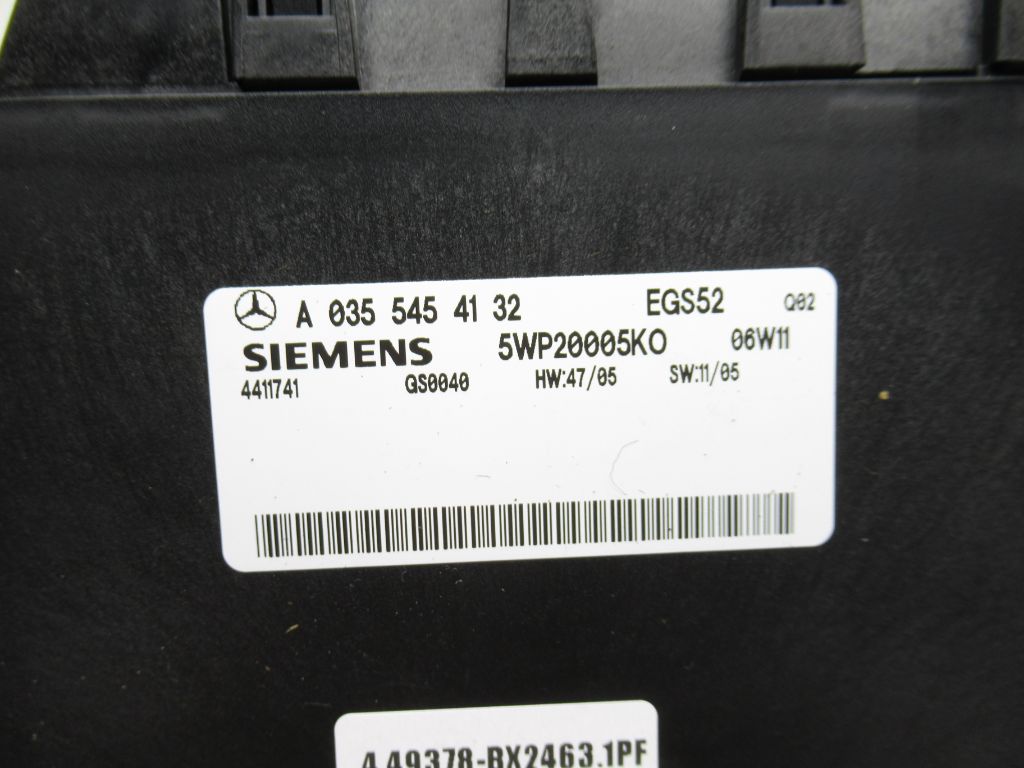 A 035 545 41 32 EGS52 Q02
SIEMENS 5WP20005KO 06W11
4411741 GS0040 HW:47/05 SW:11/05
4.49378-BX2463.1PF